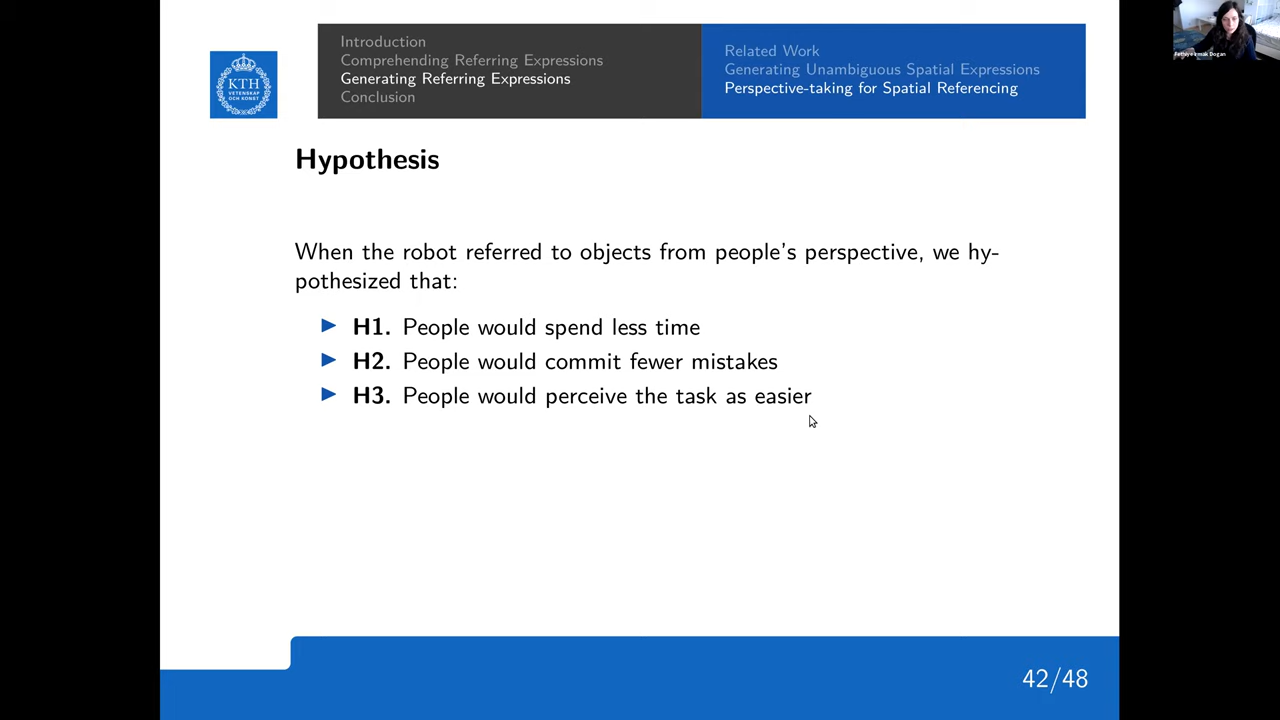 Introduction
Comprehending Referring Expressions
Generating Referring Expressions
Conclusion
Related Work
Generating Unambiguous Spatial Expressions
Perspective-taking for Spatial Referencing
KTH
VETENSKAP
OCH KONST
Hypothesis
When the robot referred to objects from people's perspective, we hy-
pothesized that:
H1. People would spend less time
H2. People would commit fewer mistakes
H3. People would perceive the task as easier
42/48